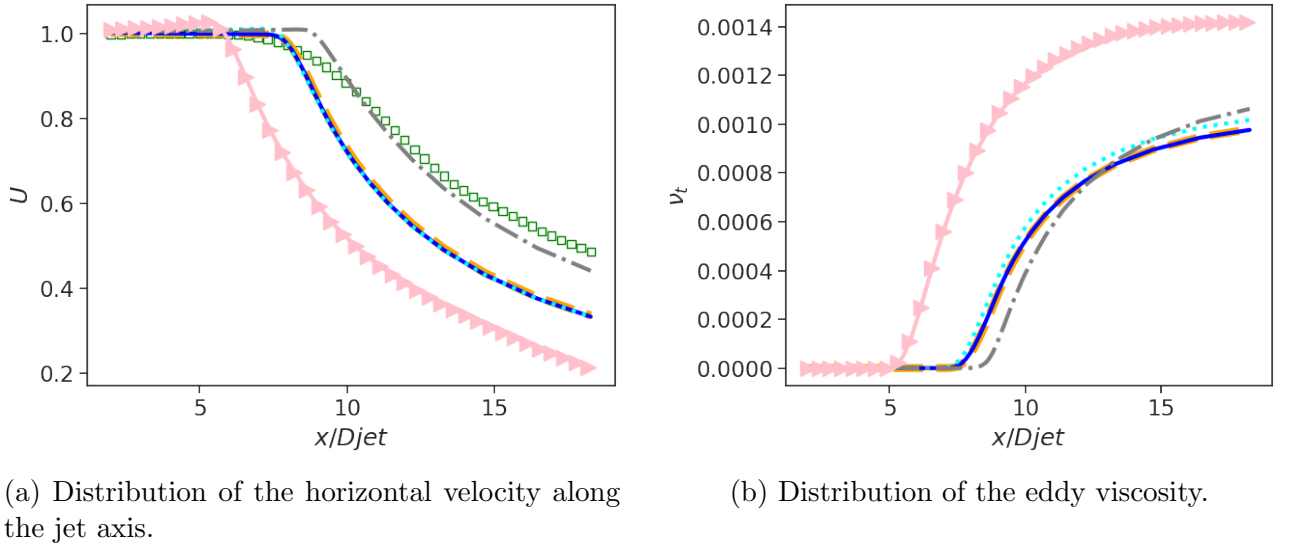 1.0
0.8
0.6
0.4
0.2
U
5 10 15
x/Djet
0.0014
0.0012
0.0010
0.0008
0.0006
0.0004
0.0002
0.0000
νt
5 10 15
x/Djet
(a) Distribution of the horizontal velocity along
the jet axis.
(b) Distribution of the eddy viscosity.